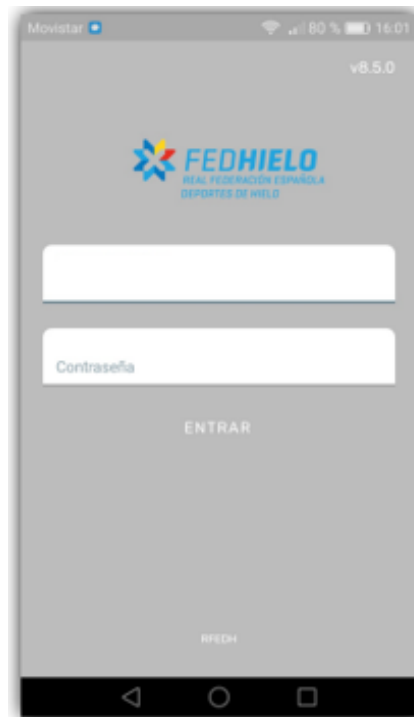 Movistar 80 % 16:01
v8.5.0
FEDHIELO
REAL FEDERACIÓN ESPAÑOLA
DEPORTES DE HIELO
Contraseña
ENTRAR
RFEDH